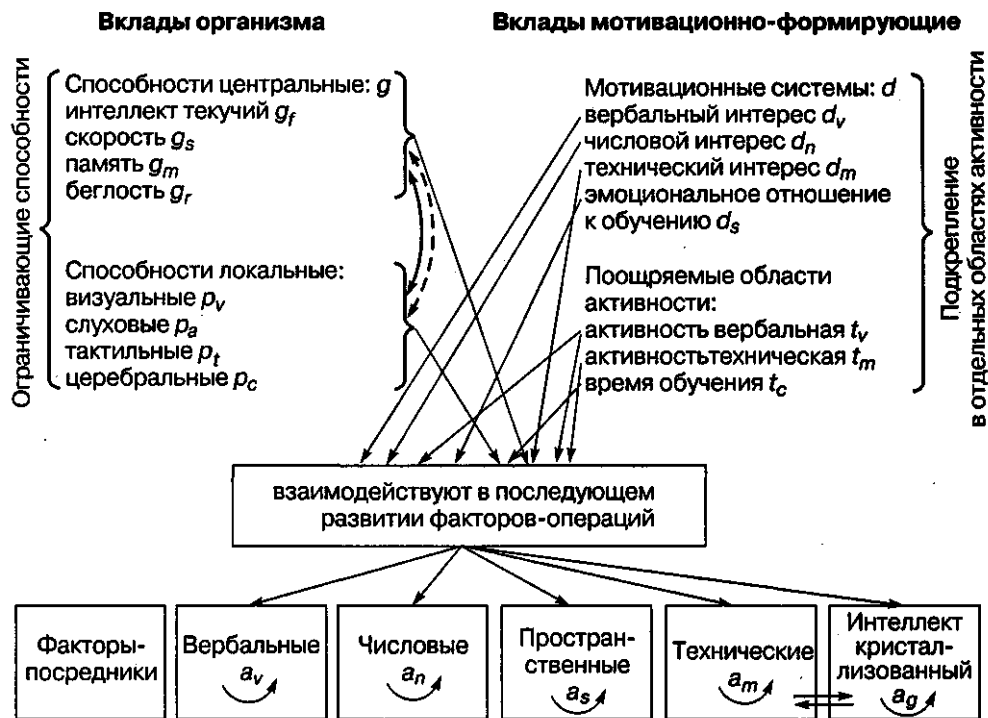 Вклады организма
Вклады мотивационно-формирующие
Ограничивающие способности
Способности центральные: g
интеллект текучий g_f
скорость g_s
память g_m
беглость g_r
Способности локальные:
визуальные p_v
слуховые p_a
тактильные p_t
церебральные p_c
Мотивационные системы: d
вербальный интерес d_v
числовой интерес d_n
технический интерес d_m
эмоциональное отношение
к обучению d_s
Поощряемые области
активности:
активность вербальная t_v
активностьтехническая t_m
время обучения t_c
Подкрепление
в отдельных областях активности
взаимодействуют в последующем
развитии факторов-операций
Факторы-
посредники
Вербальные
a_v
Числовые
a_n
Простран-
ственные
a_s
Технические
a_m
Интеллект
кристал-
лизованный
a_g